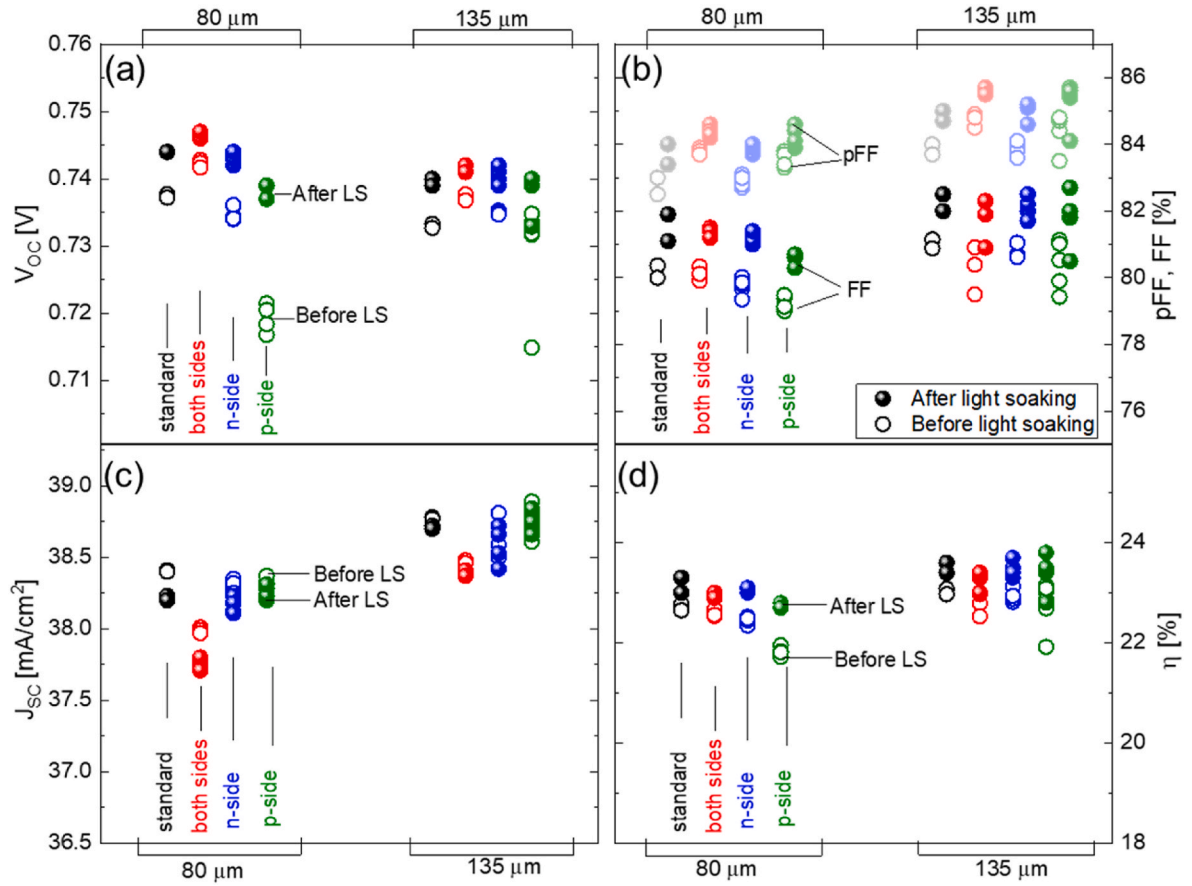 80 μm
135 μm
80 μm
135 μm
(a)
0.76
0.75
0.74
0.73
0.72
0.71
V_OC [V]
After LS
Before LS
standard
both sides
n-side
p-side
(b)
86
84
82
80
78
76
pFF, FF [%]
pFF
FF
standard
both sides
n-side
p-side
After light soaking
Before light soaking
(c)
39.0
38.5
38.0
37.5
37.0
36.5
J_SC [mA/cm²]
Before LS
After LS
standard
both sides
n-side
p-side
(d)
24
22
20
18
η [%]
After LS
Before LS
standard
both sides
n-side
p-side
80 μm
135 μm
80 μm
135 μm